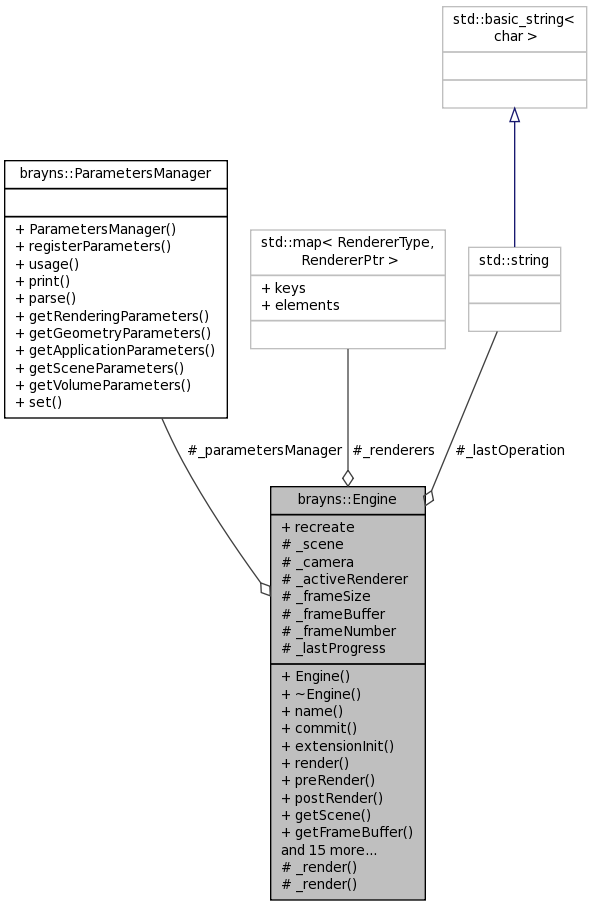 std::basic_string<
char >
brayns::ParametersManager
+ ParametersManager()
+ registerParameters()
+ usage()
+ print()
+ parse()
+ getRenderingParameters()
+ getGeometryParameters()
+ getApplicationParameters()
+ getSceneParameters()
+ getVolumeParameters()
+ set()
std::map< RendererType,
RendererPtr >
+ keys
+ elements
std::string
#_parametersManager
#_renderers
#_lastOperation
brayns::Engine
+ recreate
# _scene
# _camera
# _activeRenderer
# _frameSize
# _frameBuffer
# _frameNumber
# _lastProgress
+ Engine()
+ ~Engine()
+ name()
+ commit()
+ extensionInit()
+ render()
+ preRender()
+ postRender()
+ getScene()
+ getFrameBuffer()
and 15 more...
# _render()
# _render()